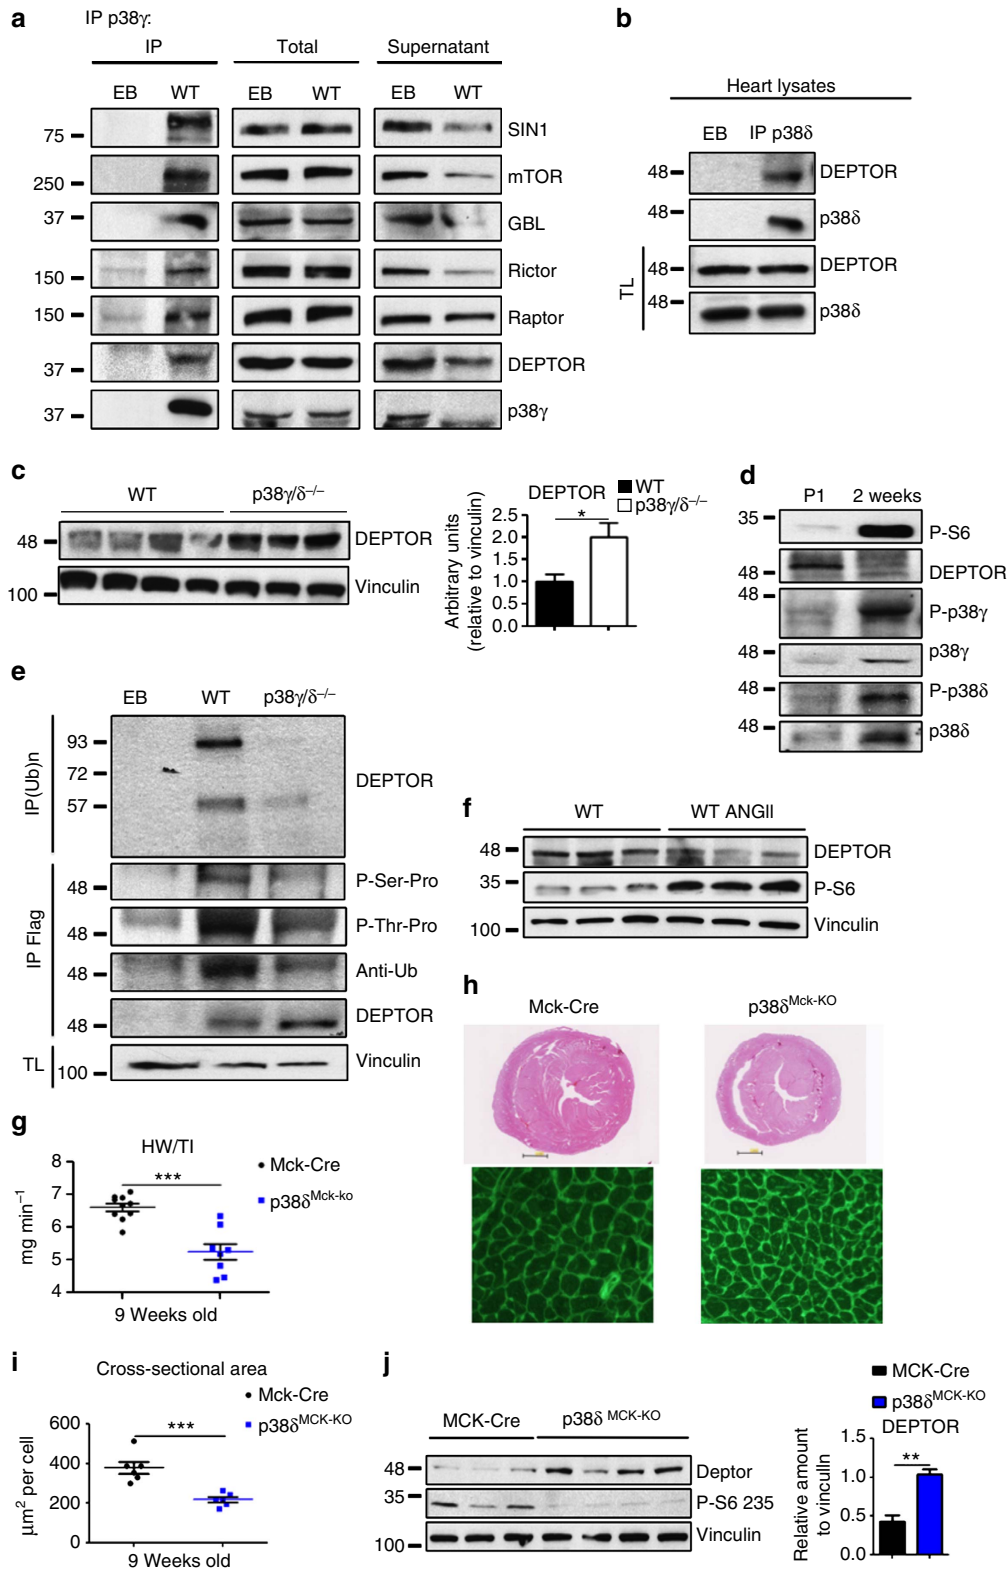 a
IP p38γ:
IP Total Supernatant
EB WT EB WT EB WT
75 SIN1
250 mTOR
37 GBL
150 Rictor
150 Raptor
37 DEPTOR
37 p38γ
b
Heart lysates
EB IP p38δ
48 DEPTOR
48 p38δ
TL
48 DEPTOR
48 p38δ
c
WT p38γ/δ–/–
48 DEPTOR
100 Vinculin
DEPTOR
WT
p38γ/δ–/–
*
Arbitrary units
(relative to vinculin)
2.5
2.0
1.5
1.0
0.5
0.0
d
P1 2 weeks
35 P-S6
48 DEPTOR
48 P-p38γ
48 p38γ
48 P-p38δ
48 p38δ
e
EB WT p38γ/δ–/–
IP(Ub)n
93
72
57
DEPTOR
IP Flag
48 P-Ser-Pro
48 P-Thr-Pro
48 Anti-Ub
48 DEPTOR
TL 100 Vinculin
f
WT WT ANGII
48 DEPTOR
35 P-S6
100 Vinculin
g
HW/TI
Mck-Cre
p38δMck-ko
***
mg min–1
8
7
6
5
4
9 Weeks old
h
Mck-Cre p38δMck-KO
i
Cross-sectional area
Mck-Cre
p38δMCK-KO
***
μm2 per cell
600
400
200
0
9 Weeks old
j
MCK-Cre p38δ MCK-KO
48 Deptor
35 P-S6 235
100 Vinculin
MCK-Cre
p38δMCK-KO
DEPTOR
**
Relative amount
to vinculin
1.5
1.0
0.5
0.0